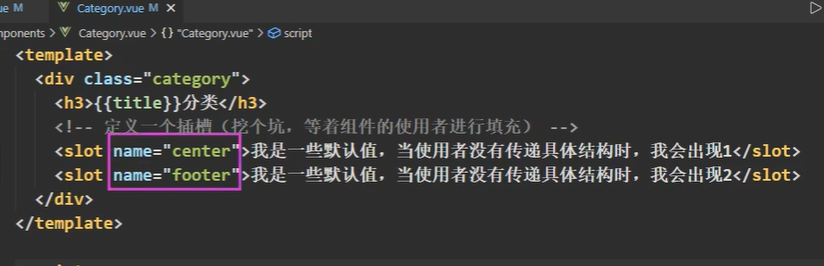 ue M Category.vue M ×
ponents > Category.vue > {} "Category.vue" > script
<template>
<div class="category">
<h3>{{title}}分类</h3>
<!-- 定义一个插槽（挖个坑，等着组件的使用者进行填充） -->
<slot name="center">我是一些默认值，当使用者没有传递具体结构时，我会出现1</slot>
<slot name="footer">我是一些默认值，当使用者没有传递具体结构时，我会出现2</slot>
</div>
</template>